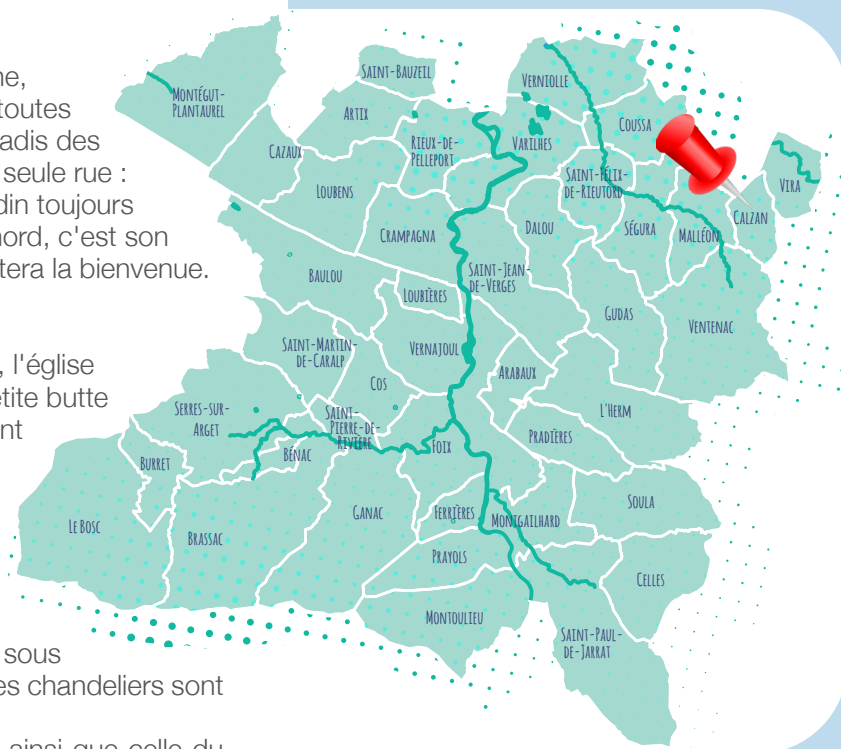 ne,
toutes
adis des
seule rue :
din toujours
nord, c'est son
tera la bienvenue.
, l'église
etite butte
nt
sous
es chandeliers sont
ainsi que celle du
SAINT-BAUZEIL
VERNIOLLE
MONTÉGUT-
PLANTAUREL
ARTIX
COUSSA
CAZAUX
RIEUX-DE-
PELLEPORT
VARILHES
LOUBENS
SAINT-FÉLIX-
DE-RIEUTORD
VIRA
CRAMPAGNA
DALOU
SÉGURA
MALLÉON
CALZAN
BAULOU
LOUBIÈRES
SAINT-JEAN-
DE-VERGES
GUDAS
VENTENAC
SAINT-MARTIN-
DE-CARALP
VERNAJOUL
COS
ARABAUX
SERRES-SUR-
ARGET
SAINT-
PIERRE-DE-
RIVIÈRE
L'HERM
BURRET
BÉNAC
FOIX
PRADIÈRES
LE BOSC
BRASSAC
GANAC
FERRIÈRES
MONTGAILHARD
SOULA
PRAYOLS
CELLES
MONTOULIEU
SAINT-PAUL-
DE-JARRAT